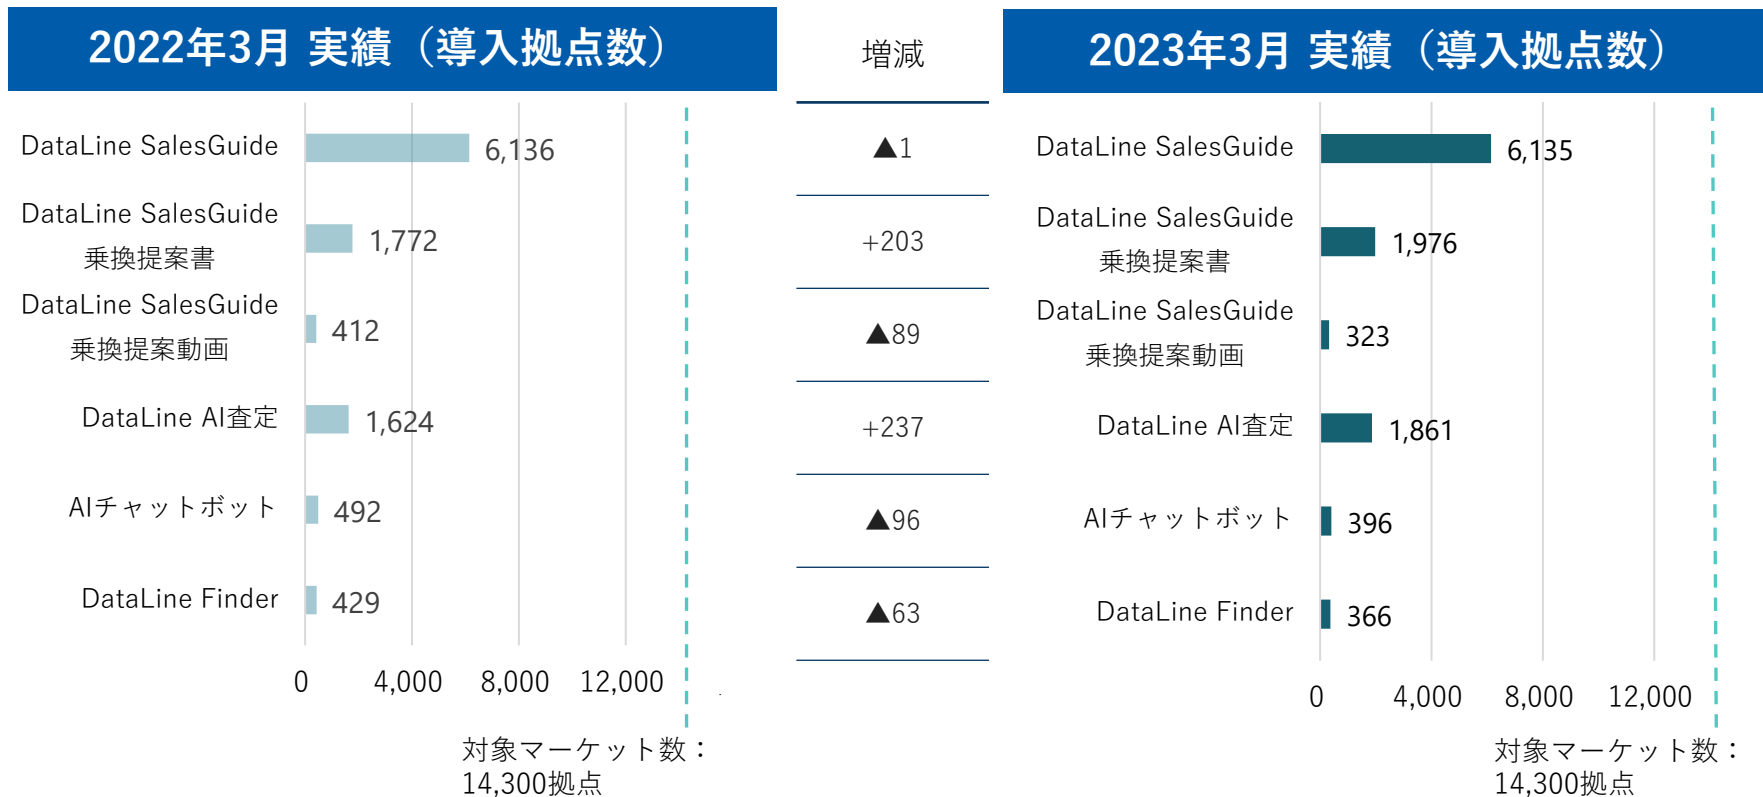 2022年3月 実績（導入拠点数）
DataLine SalesGuide
6,136
DataLine SalesGuide
乗換提案書
1,772
DataLine SalesGuide
乗換提案動画
412
DataLine AI査定
1,624
AIチャットボット
492
DataLine Finder
429
0 4,000 8,000 12,000
対象マーケット数：
14,300拠点
増減
▲1
+203
▲89
+237
▲96
▲63
2023年3月 実績（導入拠点数）
DataLine SalesGuide
6,135
DataLine SalesGuide
乗換提案書
1,976
DataLine SalesGuide
乗換提案動画
323
DataLine AI査定
1,861
AIチャットボット
396
DataLine Finder
366
0 4,000 8,000 12,000
対象マーケット数：
14,300拠点